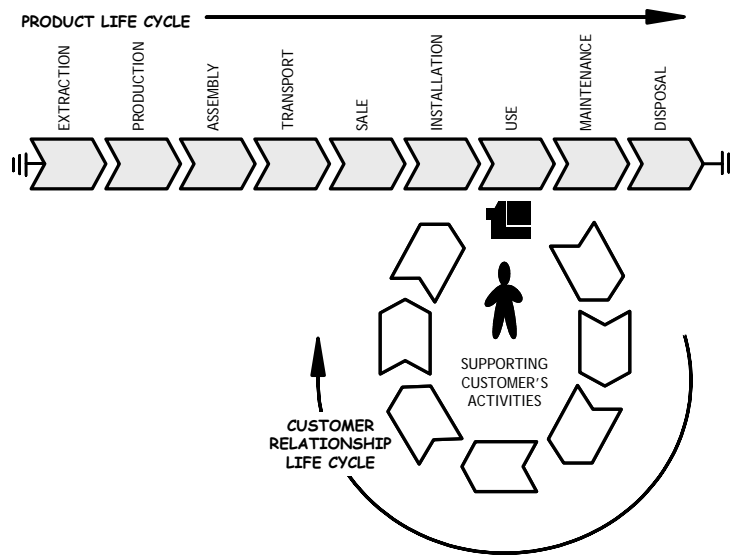 PRODUCT LIFE CYCLE
EXTRACTION
PRODUCTION
ASSEMBLY
TRANSPORT
SALE
INSTALLATION
USE
MAINTENANCE
DISPOSAL
SUPPORTING
CUSTOMER'S
ACTIVITIES
CUSTOMER
RELATIONSHIP
LIFE CYCLE